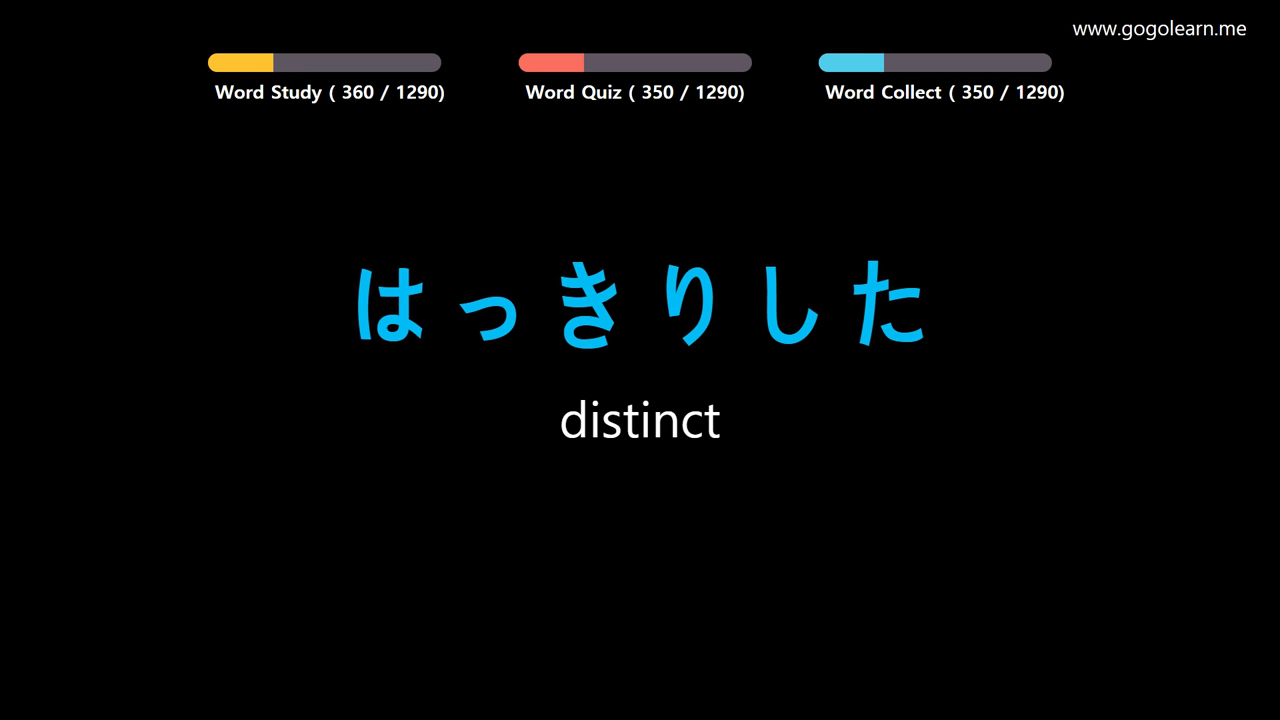 www.gogolearn.me
Word Study ( 360 / 1290)
Word Quiz ( 350 / 1290)
Word Collect ( 350 / 1290)
はっきりした
distinct